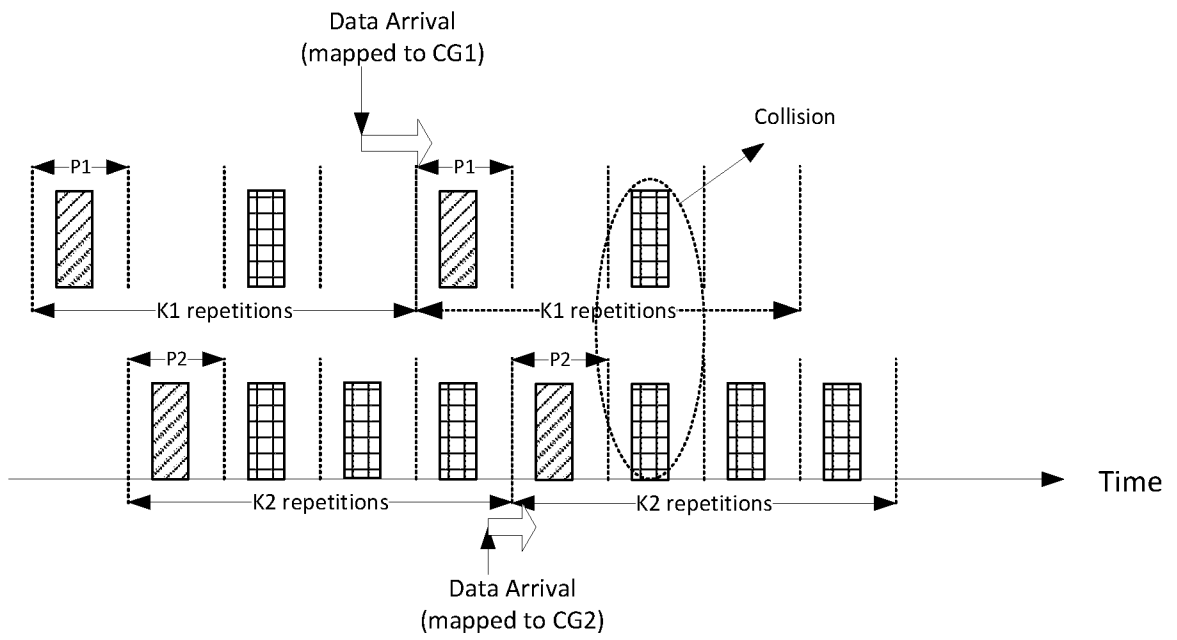 Data Arrival
(mapped to CG1)
Collision
P1
P1
K1 repetitions
K1 repetitions
P2
P2
Time
K2 repetitions
K2 repetitions
Data Arrival
(mapped to CG2)